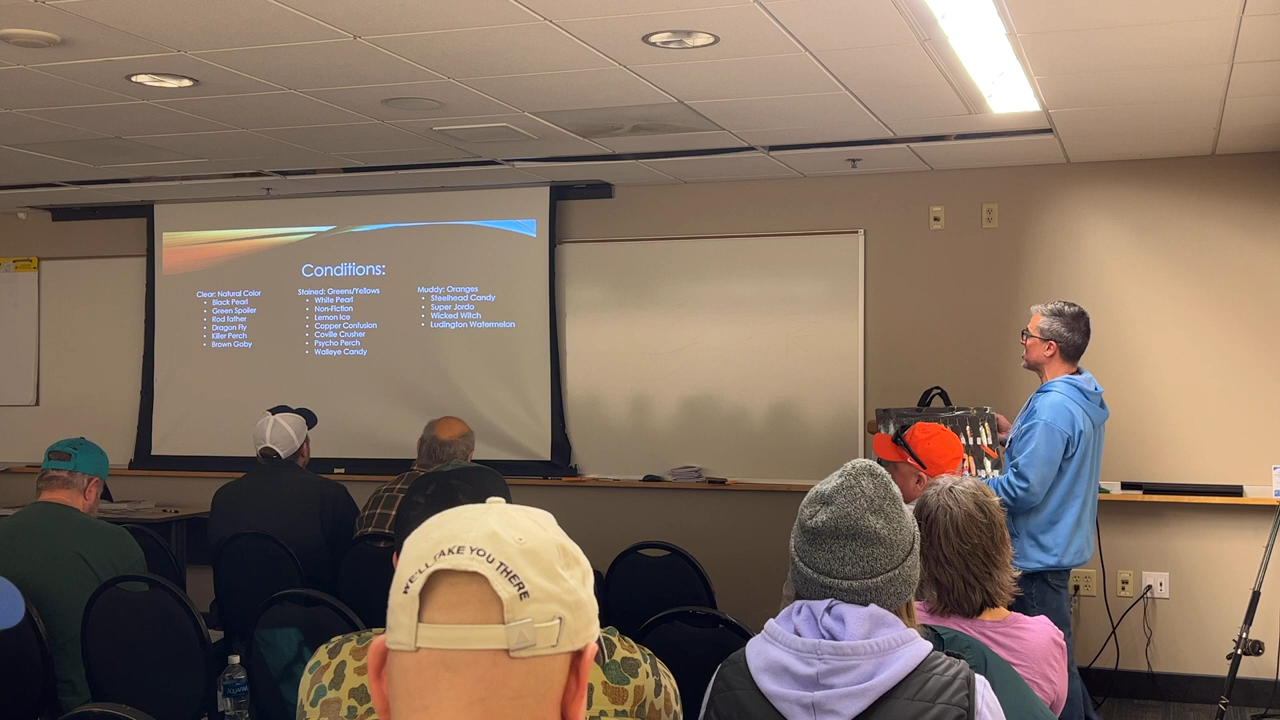 Conditions:
Clear: Natural Color
• Black Pearl
• Green Spoiler
• Rod father
• Dragon Fly
• Killer Perch
• Brown Goby
Stained: Greens/Yellows
• White Pearl
• Non-Fiction
• Lemon Ice
• Copper Confusion
• Coville Crusher
• Psycho Perch
• Walleye Candy
Muddy: Oranges
• Steelhead Candy
• Super Jordo
• Wicked Witch
• Ludington Watermelon
WE'LL TAKE YOU THERE